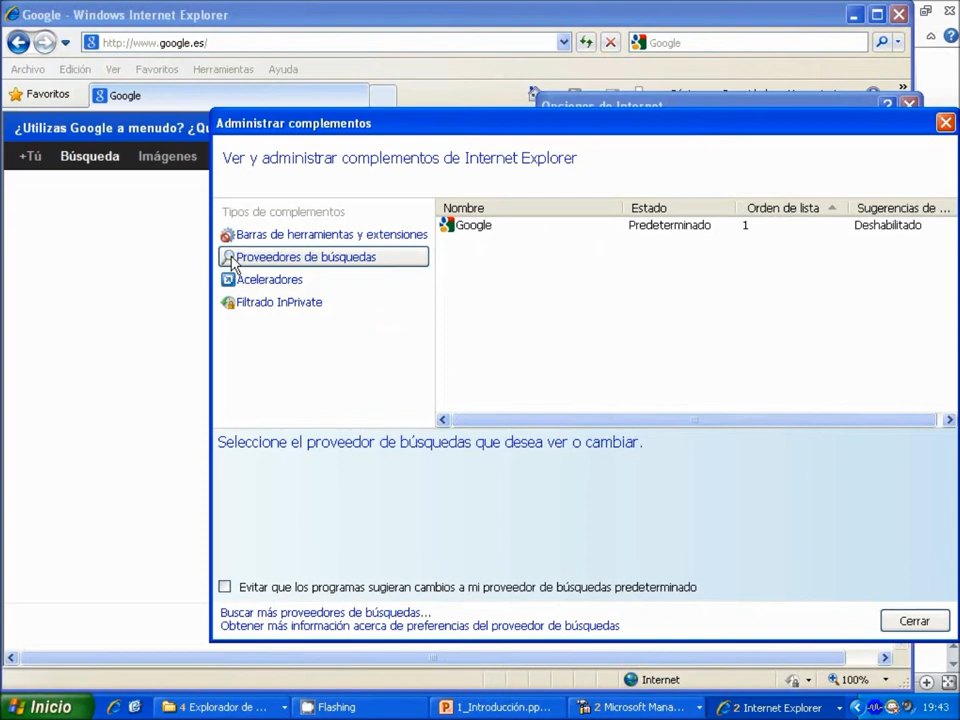 Google - Windows Internet Explorer
http://www.google.es/
Google
Archivo Edición Ver Favoritos Herramientas Ayuda
Favoritos
Google
Opciones de Internet
¿Utilizas Google a menudo? ¿Qu
Administrar complementos
+Tú Búsqueda Imágenes
Ver y administrar complementos de Internet Explorer
Tipos de complementos
Barras de herramientas y extensiones
Proveedores de búsquedas
Aceleradores
Filtrado InPrivate
Nombre Estado Orden de lista Sugerencias de ...
Google Predeterminado 1 Deshabilitado
Seleccione el proveedor de búsquedas que desea ver o cambiar.
Evitar que los programas sugieran cambios a mi proveedor de búsquedas predeterminado
Buscar más proveedores de búsquedas...
Obtener más información acerca de preferencias del proveedor de búsquedas
Cerrar
Internet
100%
Inicio
4 Explorador de ...
Flashing
1_Introducción.pp...
2 Microsoft Mana...
2 Internet Explorer
19:43